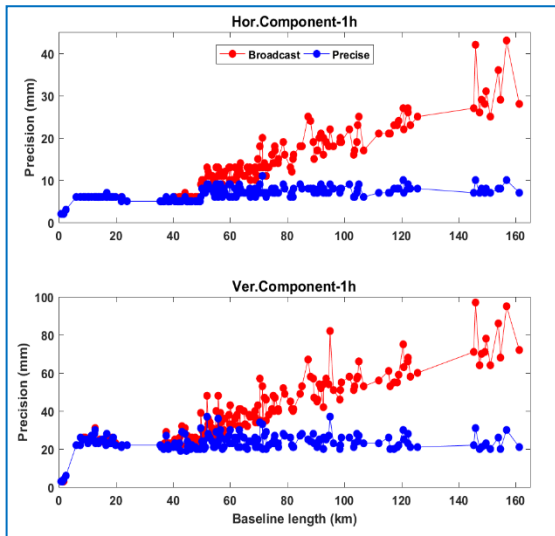 Hor.Component-1h
Broadcast Precise
Precision (mm)
40
30
20
10
0
0 20 40 60 80 100 120 140 160
Ver.Component-1h
Precision (mm)
100
80
60
40
20
0
0 20 40 60 80 100 120 140 160
Baseline length (km)